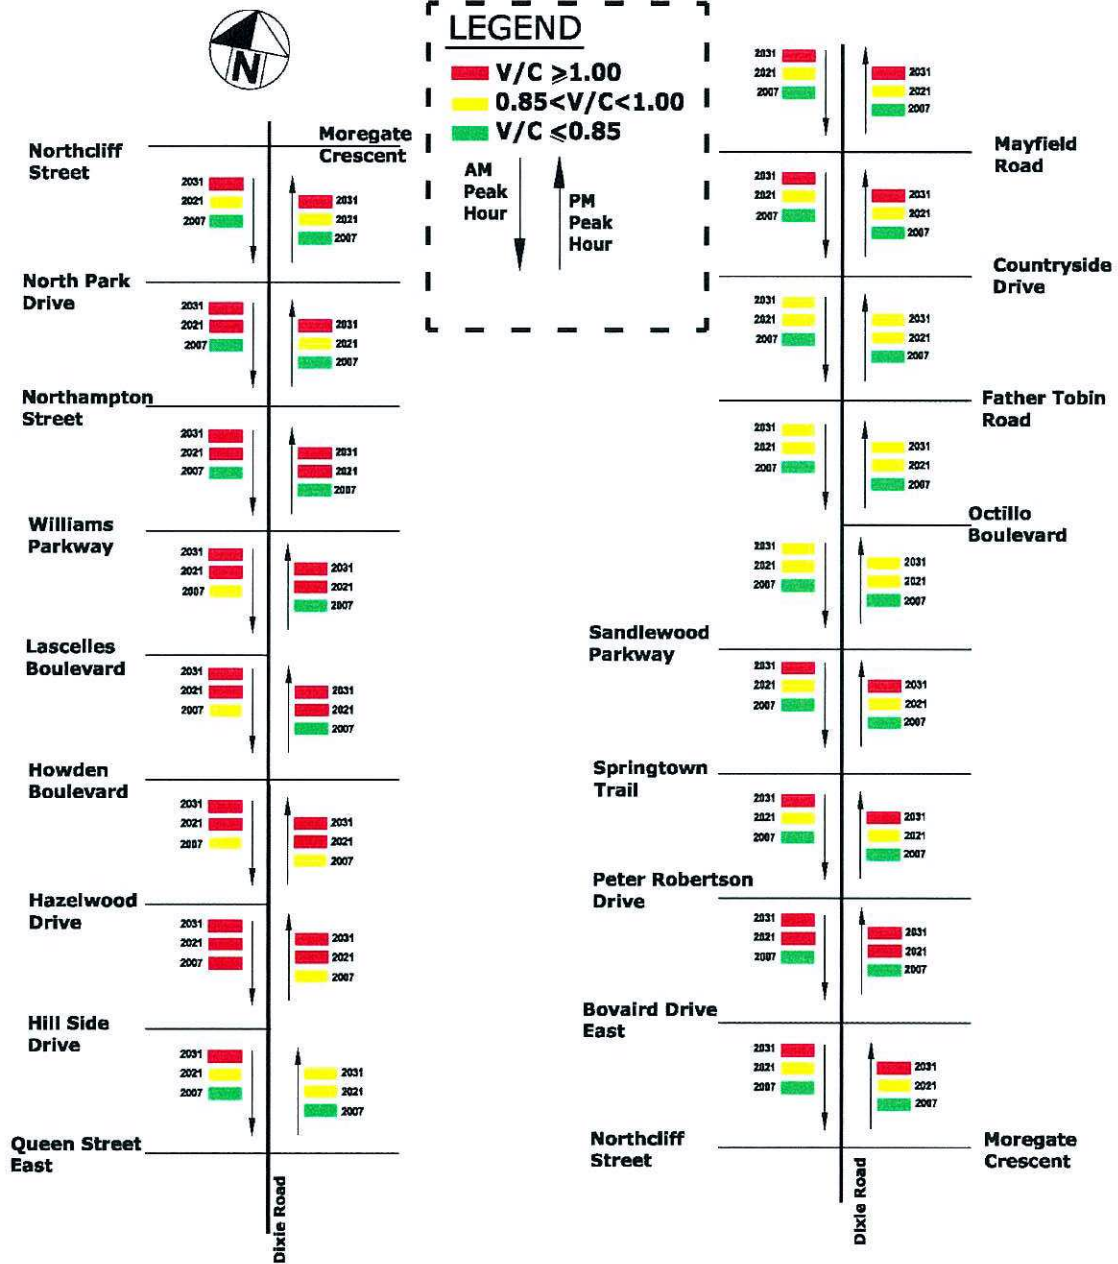 N
LEGEND
V/C ≥1.00
0.85<V/C<1.00
V/C ≤0.85
AM
Peak
Hour
PM
Peak
Hour
Northcliff
Street
Moregate
Crescent
2031
2021
2007
2031
2021
2007
North Park
Drive
2031
2021
2007
2031
2021
2007
Northampton
Street
2031
2021
2007
2031
2021
2007
Williams
Parkway
2031
2021
2007
2031
2021
2007
Lascelles
Boulevard
2031
2021
2007
2031
2021
2007
Howden
Boulevard
2031
2021
2007
2031
2021
2007
Hazelwood
Drive
2031
2021
2007
2031
2021
2007
Hill Side
Drive
2031
2021
2007
2031
2021
2007
Queen Street
East
Dixie Road
2031
2021
2007
2031
2021
2007
Mayfield
Road
2031
2021
2007
2031
2021
2007
Countryside
Drive
2031
2021
2007
2031
2021
2007
Father Tobin
Road
2031
2021
2007
2031
2021
2007
Octillo
Boulevard
2031
2021
2007
2031
2021
2007
Sandlewood
Parkway
2031
2021
2007
2031
2021
2007
Springtown
Trail
2031
2021
2007
2031
2021
2007
Peter Robertson
Drive
2031
2021
2007
2031
2021
2007
Bovaird Drive
East
2031
2021
2007
2031
2021
2007
Northcliff
Street
Moregate
Crescent
Dixie Road